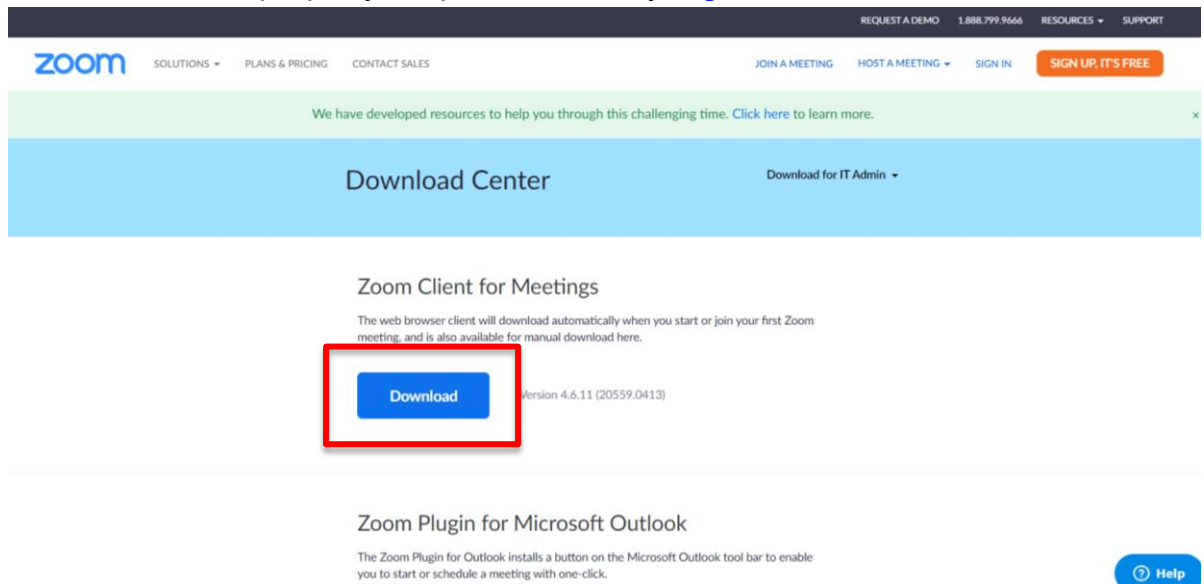 REQUEST A DEMO 1.888.799.9666 RESOURCES SUPPORT
zoom SOLUTIONS PLANS & PRICING CONTACT SALES JOIN A MEETING HOST A MEETING SIGN IN SIGN UP, IT'S FREE
We have developed resources to help you through this challenging time. Click here to learn more. ×
Download Center Download for IT Admin
Zoom Client for Meetings
The web browser client will download automatically when you start or join your first Zoom
meeting, and is also available for manual download here.
Download Version 4.6.11 (20559.0413)
Zoom Plugin for Microsoft Outlook
The Zoom Plugin for Outlook installs a button on the Microsoft Outlook tool bar to enable
you to start or schedule a meeting with one-click.
Help